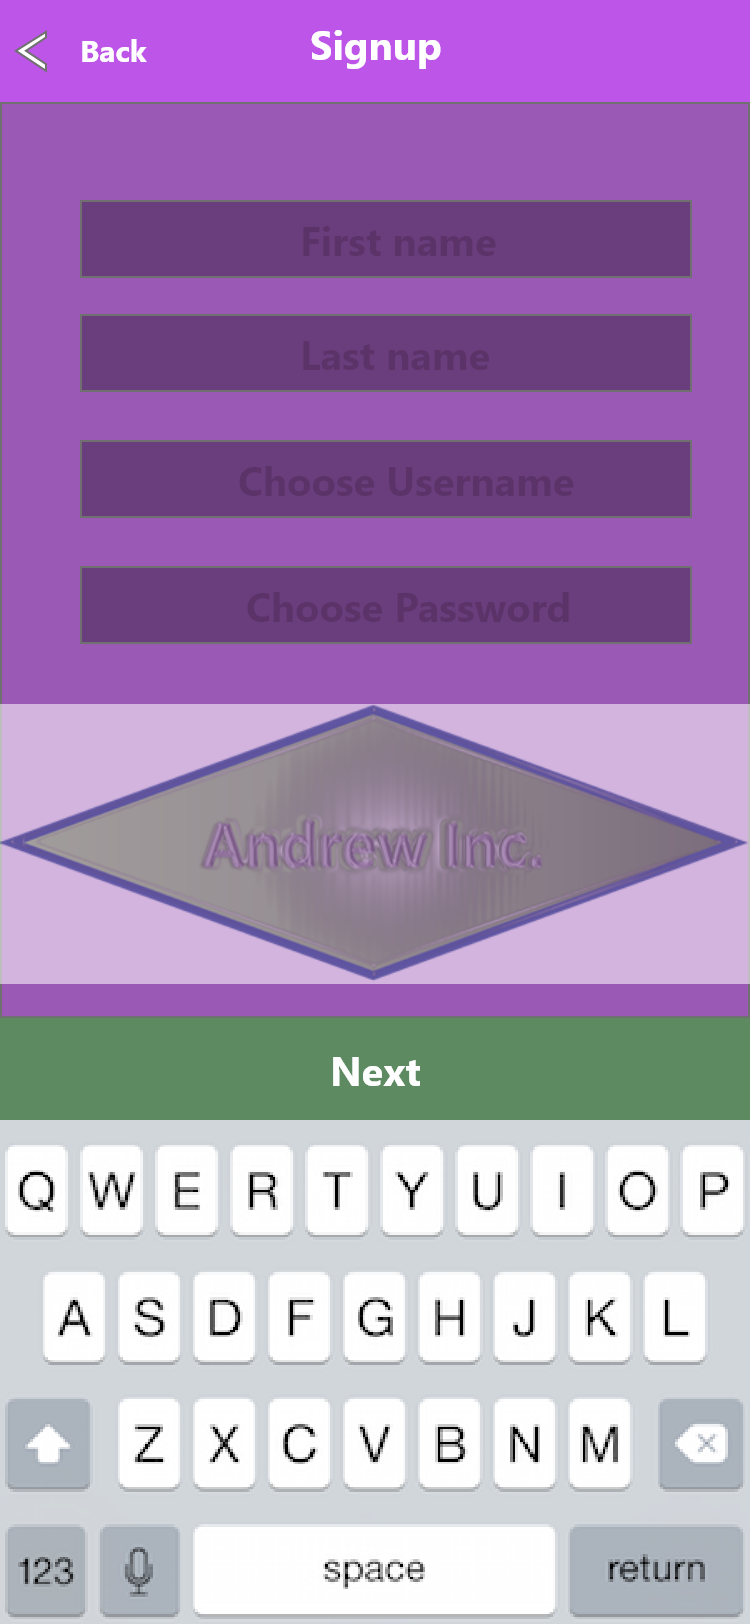 Back
Signup
First name
Last name
Choose Username
Choose Password
Andrew Inc.
Next
Q W E R T Y U I O P
A S D F G H J K L
Z X C V B N M
123 space return